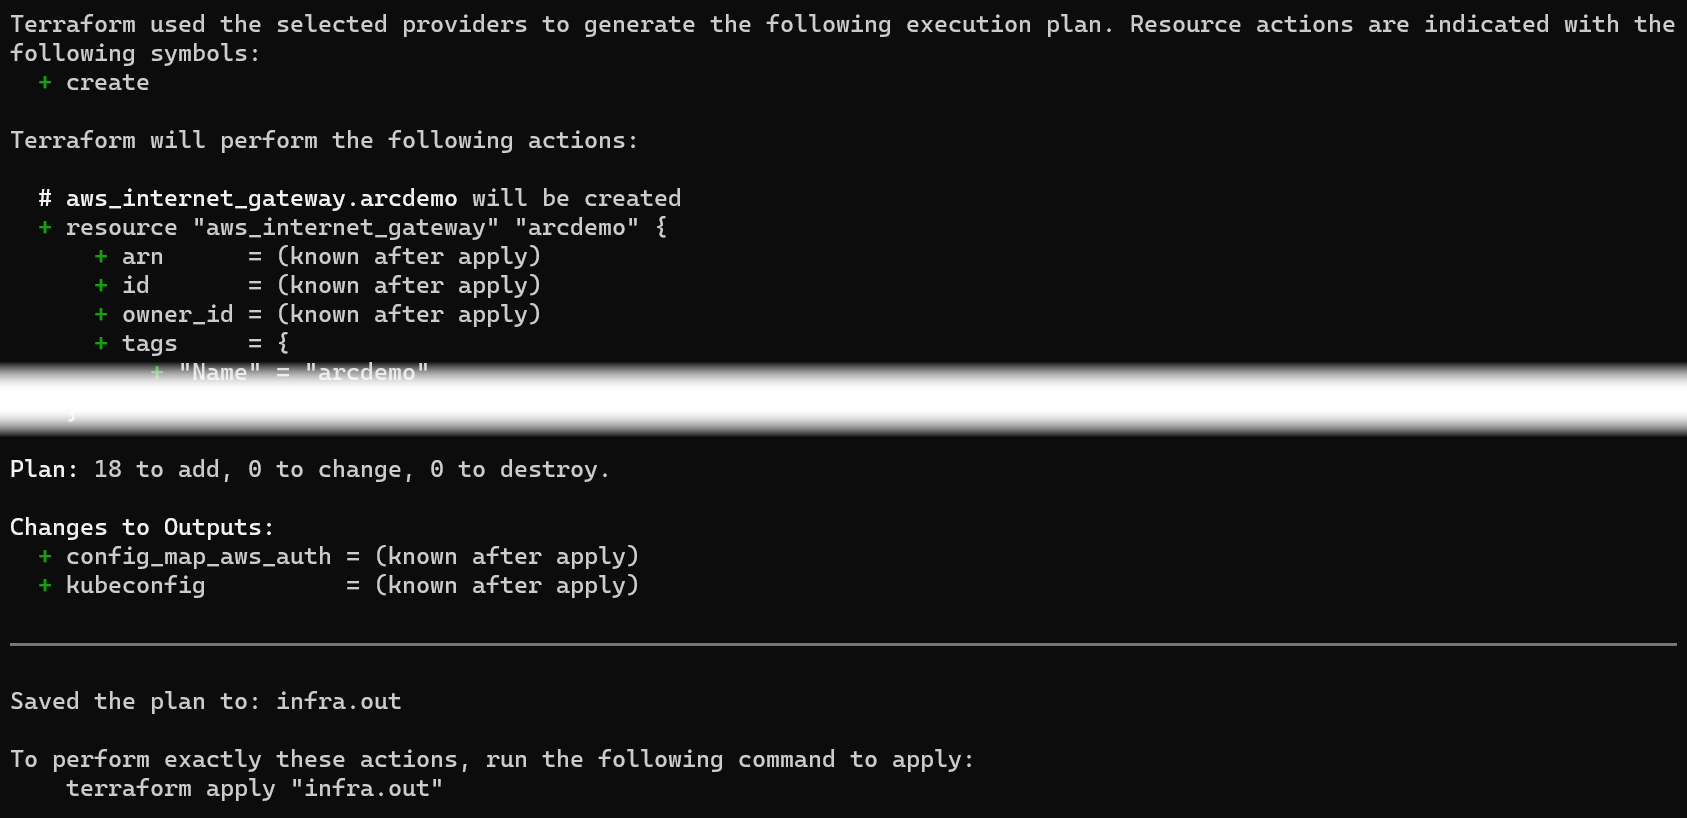 Terraform used the selected providers to generate the following execution plan. Resource actions are indicated with the
following symbols:
  + create

Terraform will perform the following actions:

  # aws_internet_gateway.arcdemo will be created
  + resource "aws_internet_gateway" "arcdemo" {
      + arn      = (known after apply)
      + id       = (known after apply)
      + owner_id = (known after apply)
      + tags     = {
          + "Name" = "arcdemo"
    }

Plan: 18 to add, 0 to change, 0 to destroy.

Changes to Outputs:
  + config_map_aws_auth = (known after apply)
  + kubeconfig          = (known after apply)

Saved the plan to: infra.out

To perform exactly these actions, run the following command to apply:
    terraform apply "infra.out"